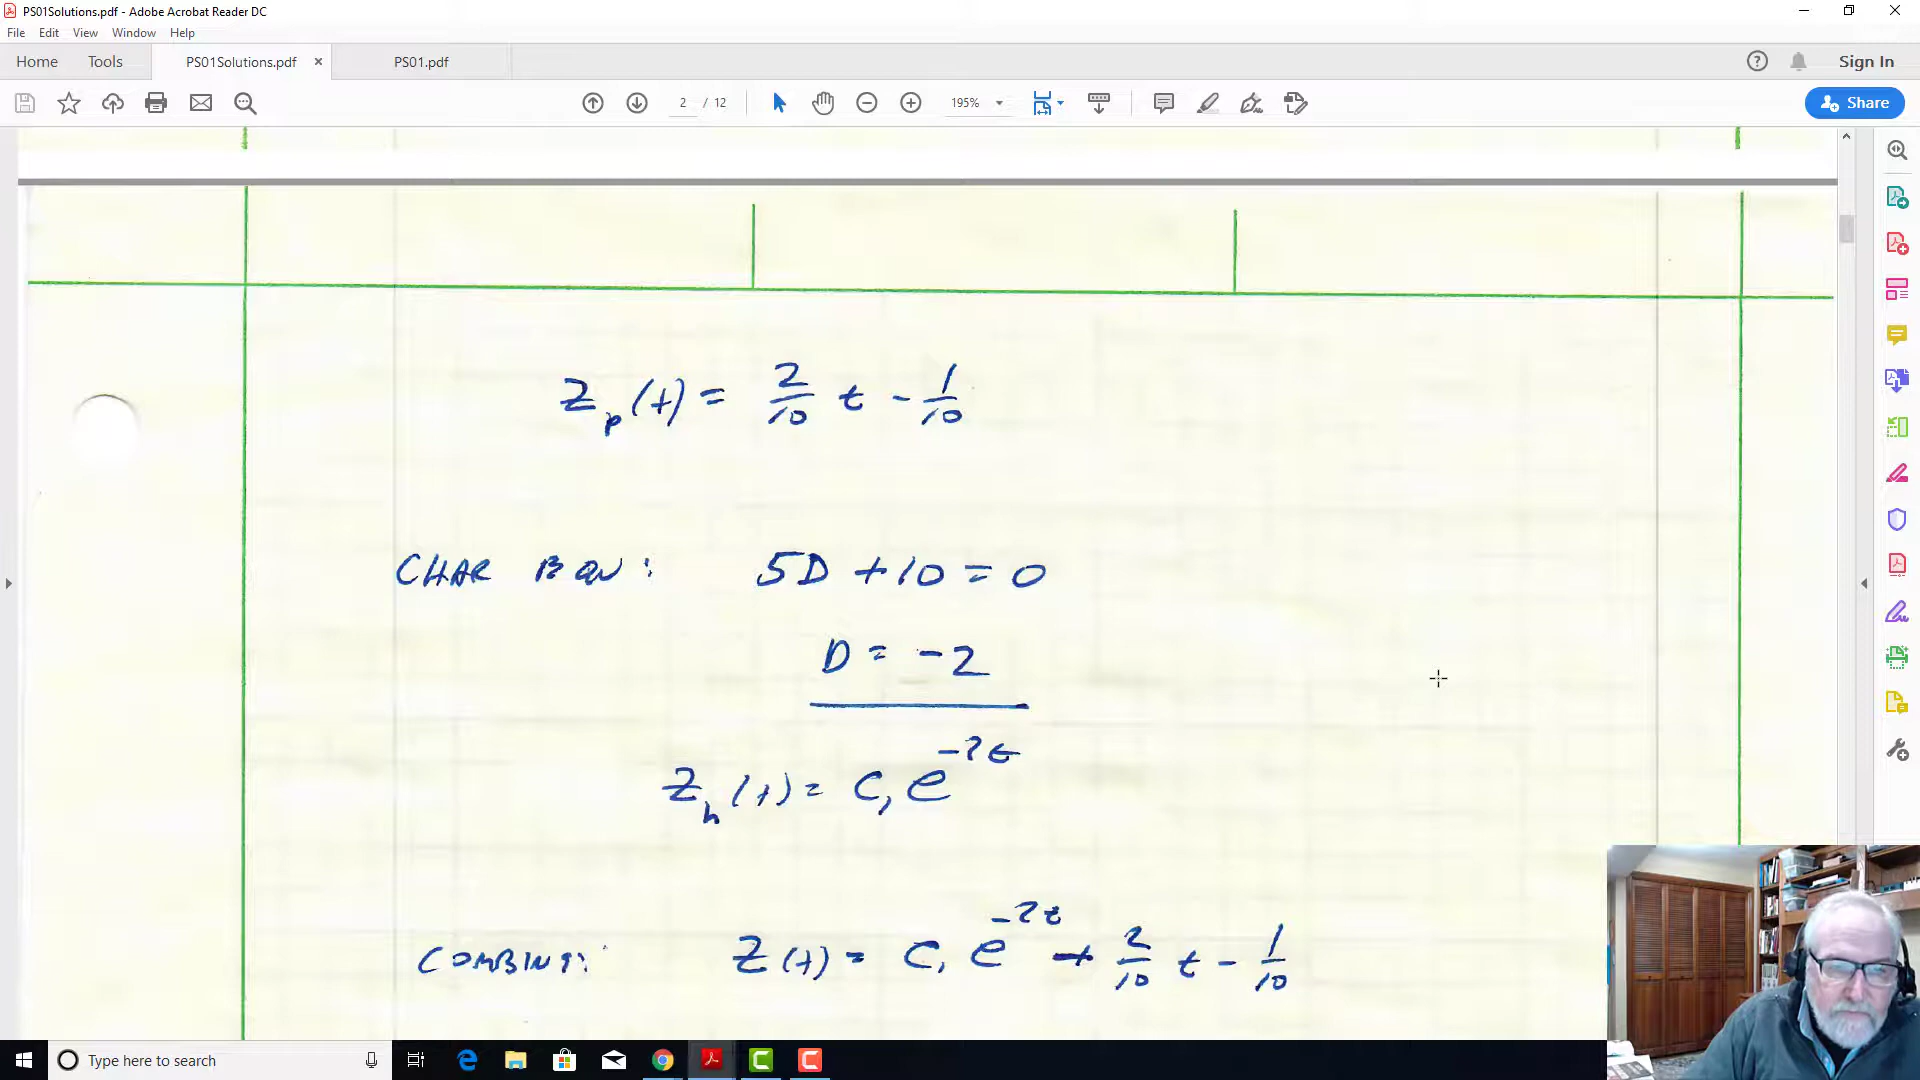 PS01Solutions.pdf - Adobe Acrobat Reader DC
File Edit View Window Help
Home Tools PS01Solutions.pdf × PS01.pdf Sign In
2 / 12 195% Share
Z_p(t) = 2/10 t - 1/10
CHAR EQN: 5D + 10 = 0
D = -2
Z_h(t) = C₁ e^{-2t}
COMBINE: Z(t) = C₁ e^{-2t} + 2/10 t - 1/10
Type here to search